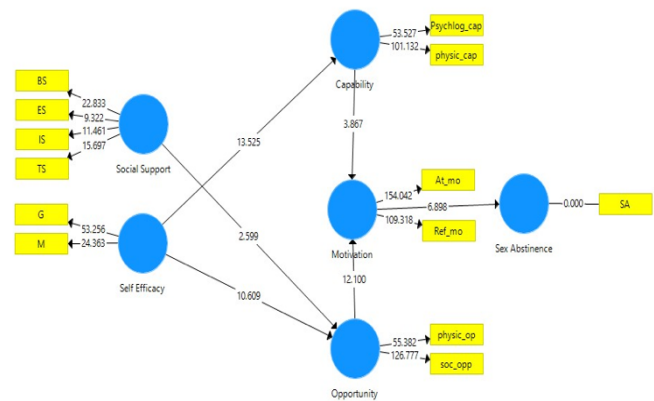 Psychlog_cap
53.527
101.132
physic_cap
Capability
BS
22.833
ES
9.322
IS
11.461
TS
15.697
Social Support
13.525
3.867
At_mo
154.042
6.898
109.318
Ref_mo
Motivation
0.000
SA
Sex Abstinence
G
53.256
M
24.363
Self Efficacy
2.599
10.609
12.100
physic_op
55.382
126.777
soc_opp
Opportunity